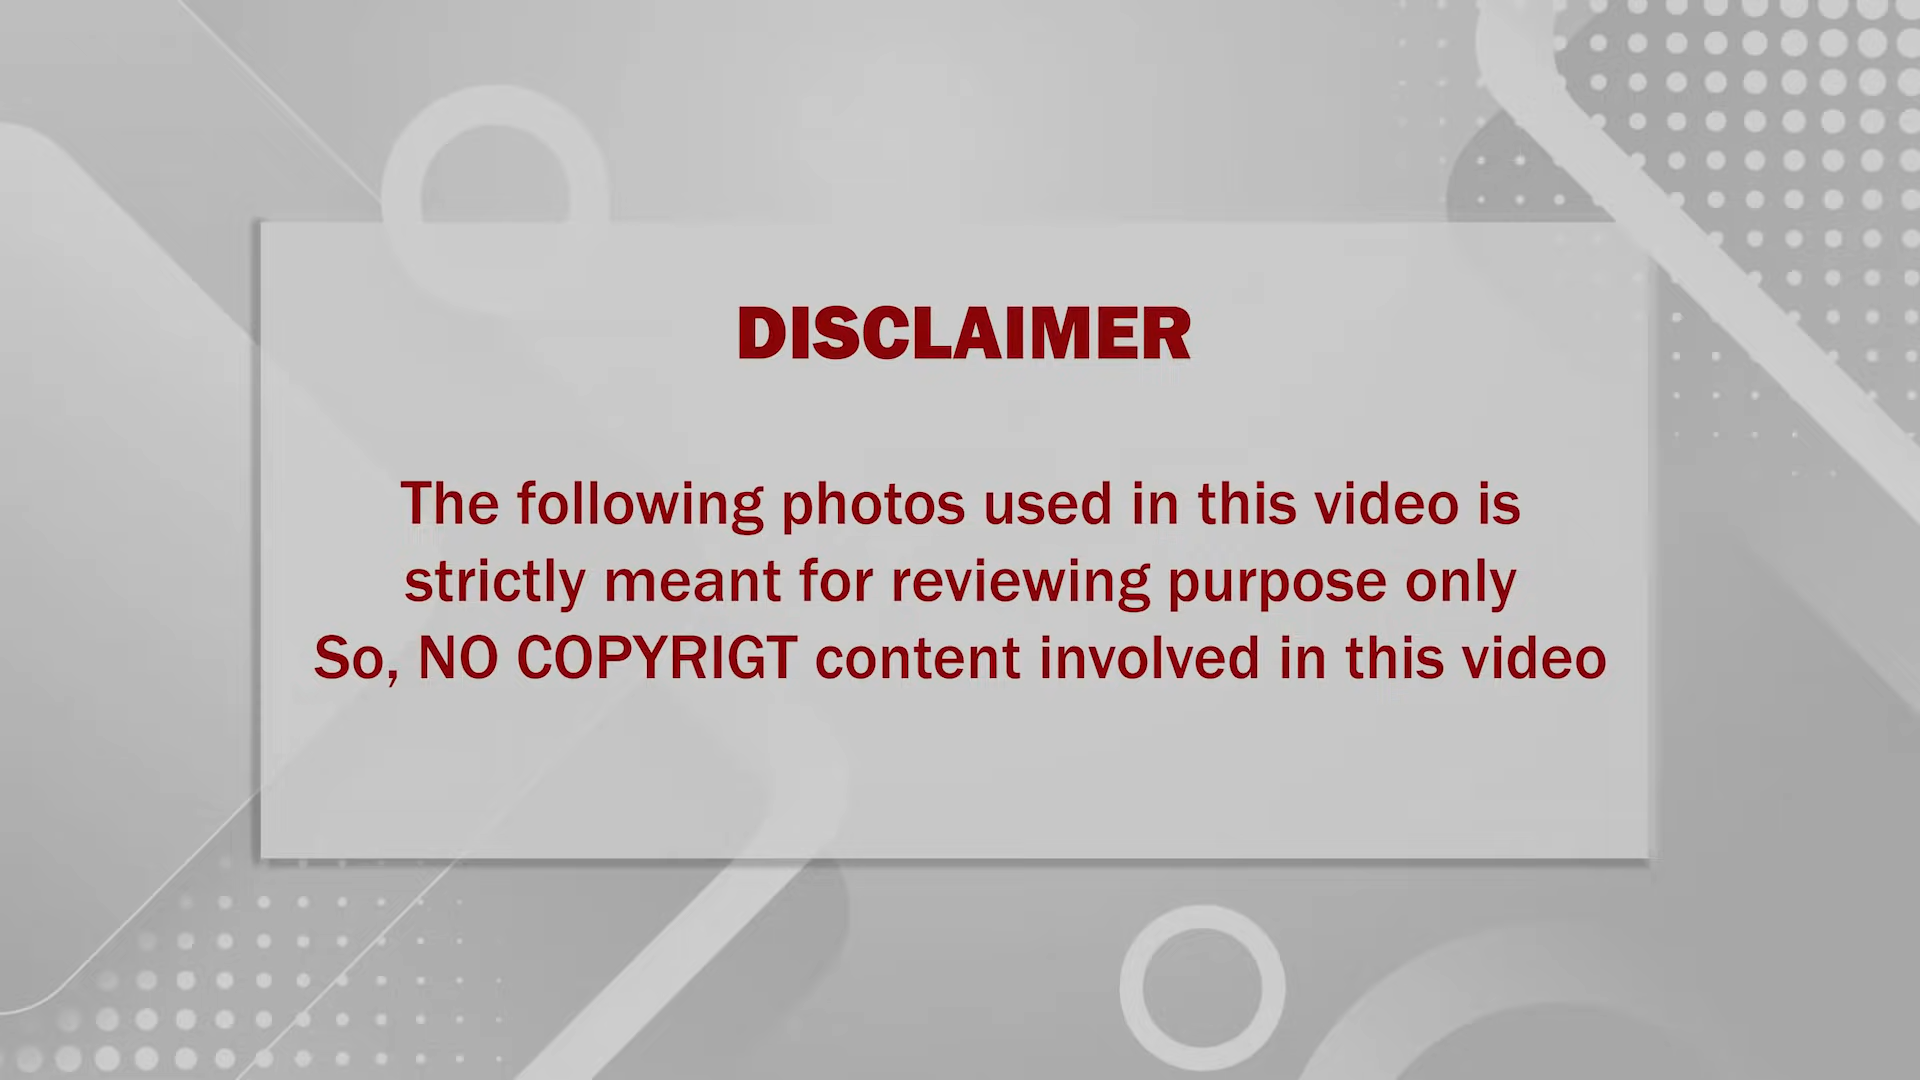 DISCLAIMER
The following photos used in this video is
strictly meant for reviewing purpose only
So, NO COPYRIGT content involved in this video